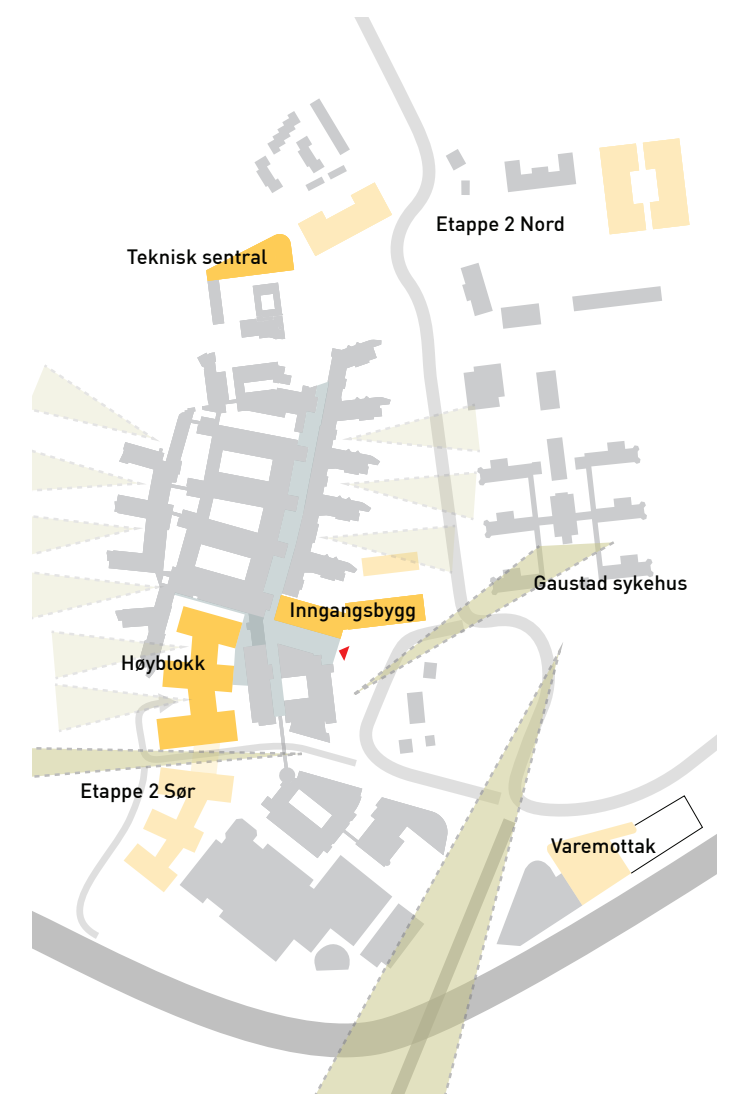 Etappe 2 Nord
Teknisk sentral
Gaustad sykehus
Inngangsbygg
Høyblokk
Etappe 2 Sør
Varemottak